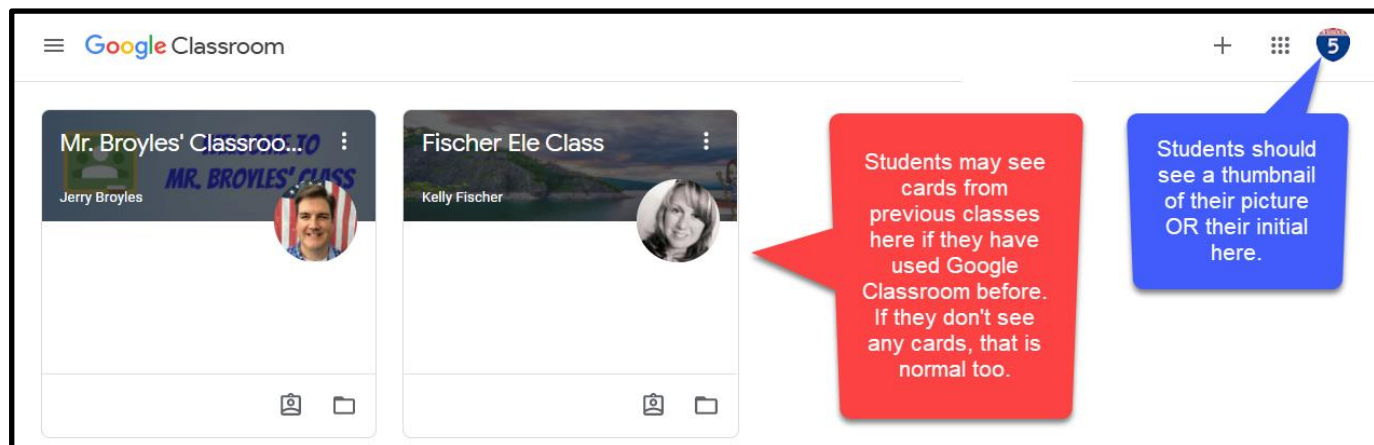 Google Classroom
5
Mr. Broyles' Classroo...
WELCOME TO
MR. BROYLES' CLASS
Jerry Broyles
Fischer Ele Class
Kelly Fischer
Students may see
cards from
previous classes
here if they have
used Google
Classroom before.
If they don't see
any cards, that is
normal too.
Students should
see a thumbnail
of their picture
OR their initial
here.